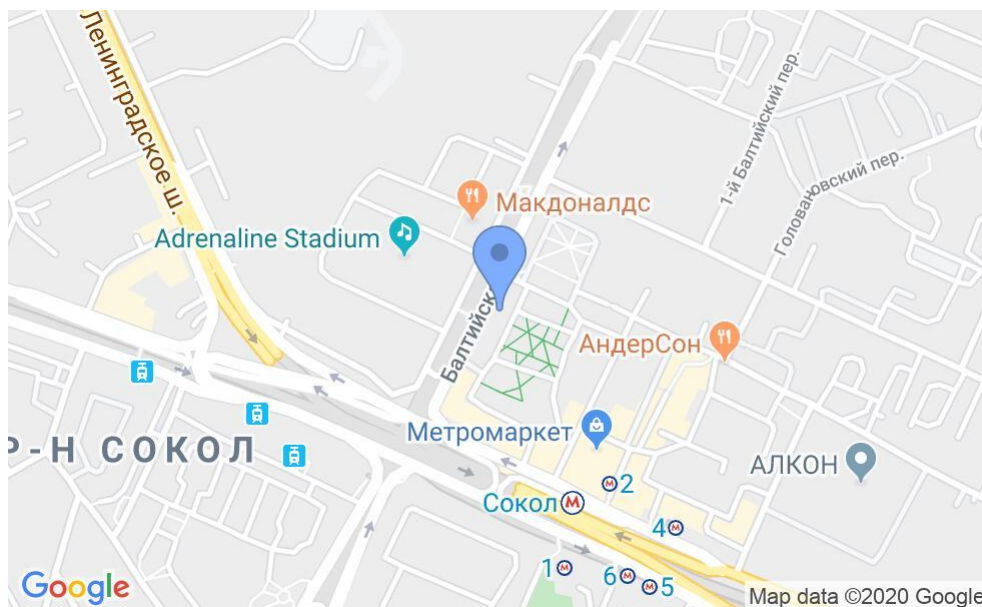 Ленинградское ш.
1-й Балтийский пер.
Головановский пер.
Макдоналдс
Adrenaline Stadium
Балтийск
АндерСон
Метромаркет
Р-Н СОКОЛ
АЛКОН
2
Сокол
4
1
6
5
Google
Map data ©2020 Google